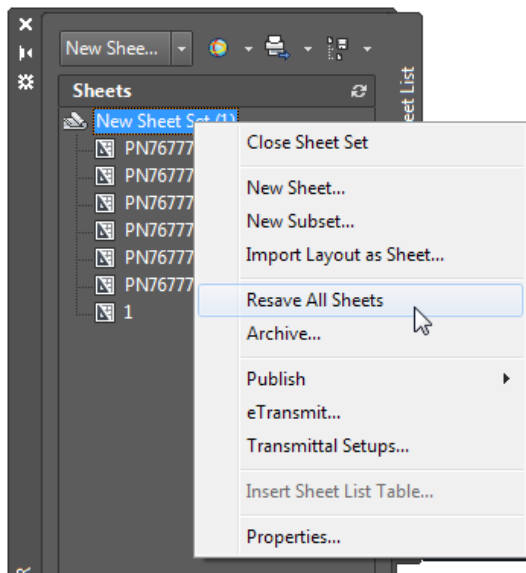 New Shee...
Sheets
New Sheet Set (1)
PN76777
PN76777
PN76777
PN76777
PN76777
PN76777
1
Close Sheet Set
New Sheet...
New Subset...
Import Layout as Sheet...
Resave All Sheets
Archive...
Publish
eTransmit...
Transmittal Setups...
Insert Sheet List Table...
Properties...
Sheet List
R